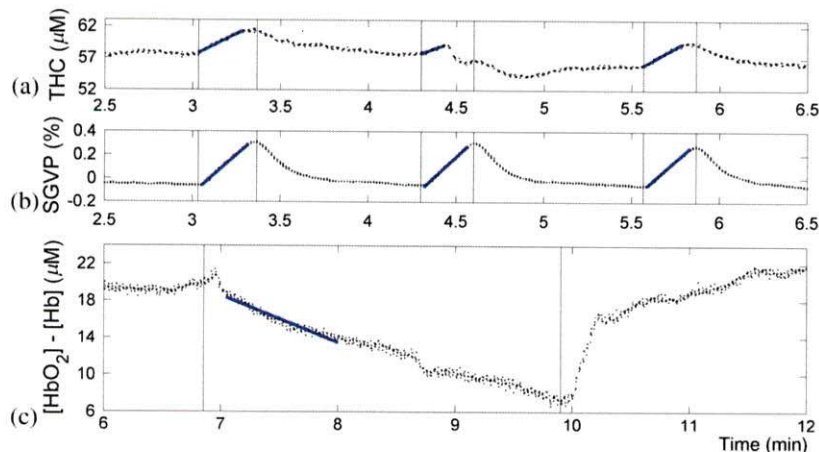 62
57
52
THC (μM)
(a)
2.5 3 3.5 4 4.5 5 5.5 6 6.5
0.4
0.2
0
-0.2
SGVP (%)
(b)
2.5 3 3.5 4 4.5 5 5.5 6 6.5
22
18
14
10
6
[HbO2] - [Hb] (μM)
(c)
6 7 8 9 10 11 12
Time (min)